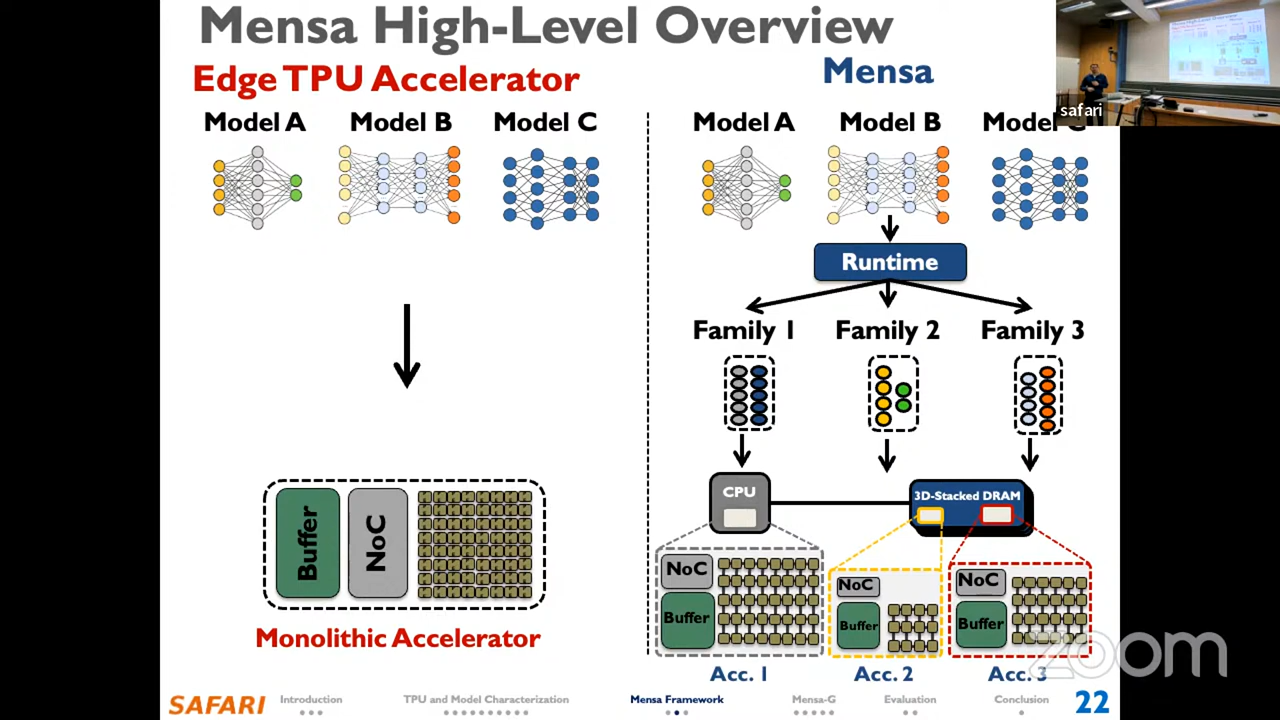 Mensa High-Level Overview
Edge TPU Accelerator
Mensa
safari
Model A
Model B
Model C
Model A
Model B
Model C
Runtime
Family 1
Family 2
Family 3
CPU
3D-Stacked DRAM
Buffer
NoC
NoC
Buffer
NoC
Buffer
NoC
Buffer
Monolithic Accelerator
Acc. 1
Acc. 2
Acc. 3
zoom
SAFARI
Introduction
TPU and Model Characterization
Mensa Framework
Mensa-G
Evaluation
Conclusion
22